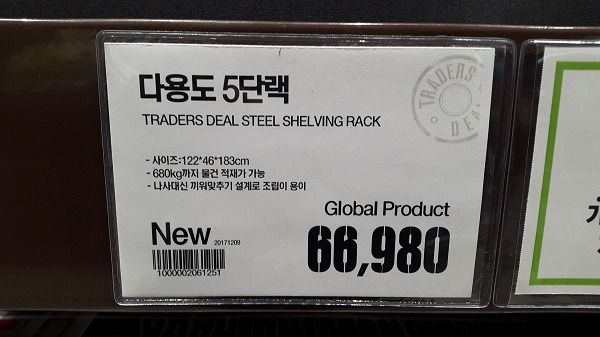 다용도 5단랙
TRADERS DEAL STEEL SHELVING RACK
TRADERS
DEAL
- 사이즈:122*46*183cm
- 680kg까지 물건 적재가 가능
- 나사대신 끼워맞추기 설계로 조립이 용이
Global Product
New 20171209
66,980
1000002061251